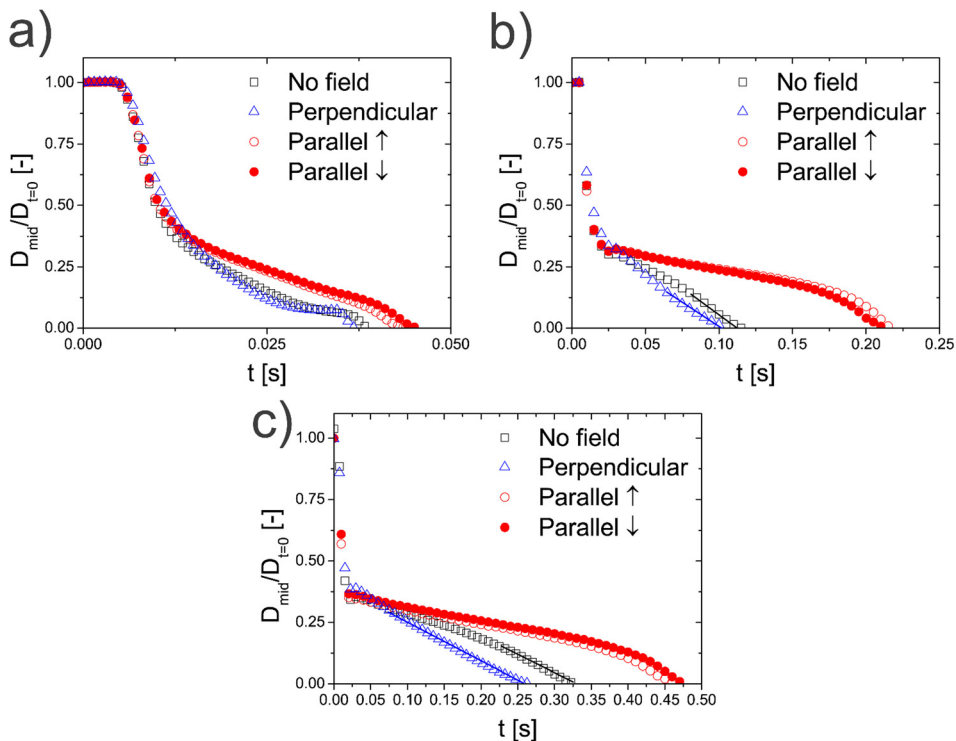 a)
No field
Perpendicular
Parallel ↑
Parallel ↓
1.00
0.75
0.50
0.25
0.00
D_mid/D_t=0 [-]
0.000 0.025 0.050
t [s]
b)
No field
Perpendicular
Parallel ↑
Parallel ↓
1.00
0.75
0.50
0.25
0.00
D_mid/D_t=0 [-]
0.00 0.05 0.10 0.15 0.20 0.25
t [s]
c)
No field
Perpendicular
Parallel ↑
Parallel ↓
1.00
0.75
0.50
0.25
0.00
D_mid/D_t=0 [-]
0.00 0.05 0.10 0.15 0.20 0.25 0.30 0.35 0.40 0.45 0.50
t [s]